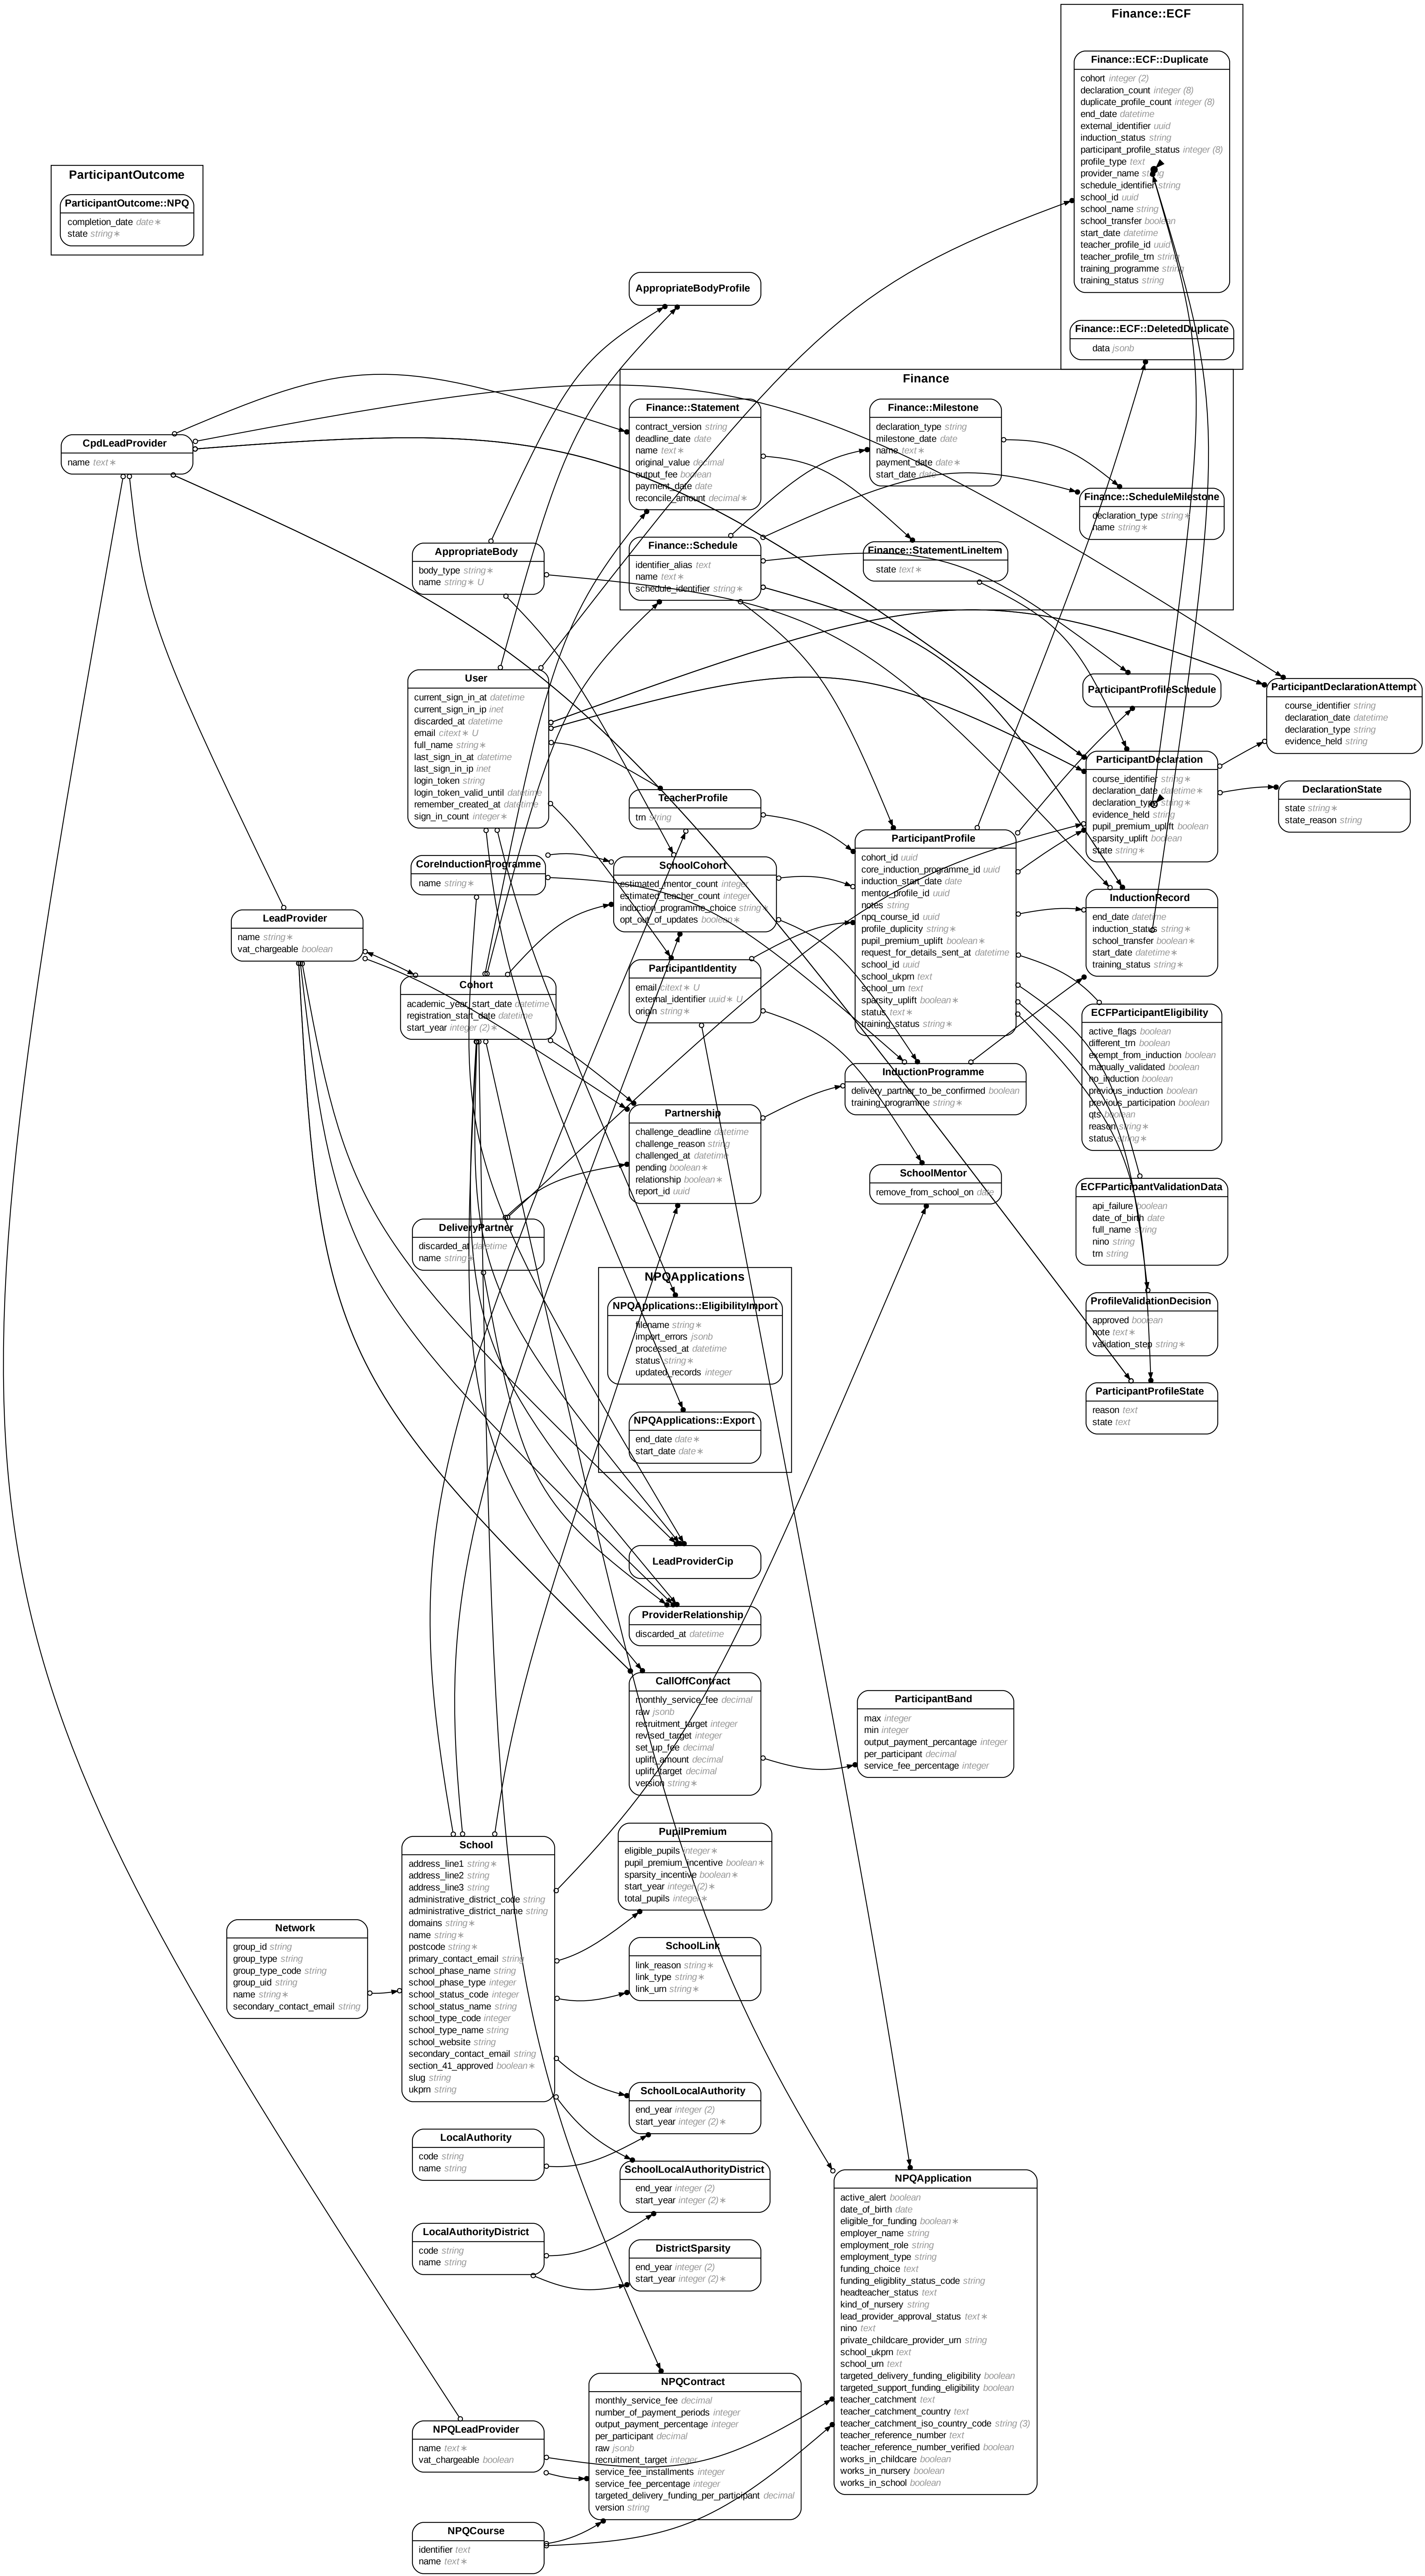 Finance::ECF
Finance::ECF::Duplicate
cohort integer (2)
declaration_count integer (8)
duplicate_profile_count integer (8)
end_date datetime
external_identifier uuid
induction_status string
participant_profile_status integer (8)
profile_type text
provider_name string
schedule_identifier string
school_id uuid
school_name string
school_transfer boolean
start_date datetime
teacher_profile_id uuid
teacher_profile_trn string
training_programme string
training_status string
Finance::ECF::DeletedDuplicate
data jsonb
ParticipantOutcome
ParticipantOutcome::NPQ
completion_date date∗
state string∗
AppropriateBodyProfile
Finance
Finance::Statement
contract_version string
deadline_date date
name text∗
original_value decimal
output_fee boolean
payment_date date
reconcile_amount decimal∗
Finance::Milestone
declaration_type string
milestone_date date
name text∗
payment_date date∗
start_date date
Finance::ScheduleMilestone
declaration_type string∗
name string∗
Finance::Schedule
identifier_alias text
name text∗
schedule_identifier string∗
Finance::StatementLineItem
state text∗
CpdLeadProvider
name text∗
AppropriateBody
body_type string∗
name string∗ U
User
current_sign_in_at datetime
current_sign_in_ip inet
discarded_at datetime
email citext∗ U
full_name string∗
last_sign_in_at datetime
last_sign_in_ip inet
login_token string
login_token_valid_until datetime
remember_created_at datetime
sign_in_count integer∗
ParticipantProfileSchedule
ParticipantDeclarationAttempt
course_identifier string
declaration_date datetime
declaration_type string
evidence_held string
ParticipantDeclaration
course_identifier string∗
declaration_date datetime∗
declaration_type string∗
evidence_held string
pupil_premium_uplift boolean
sparsity_uplift boolean
state string∗
DeclarationState
state string∗
state_reason string
TeacherProfile
trn string
CoreInductionProgramme
name string∗
SchoolCohort
estimated_mentor_count integer
estimated_teacher_count integer
induction_programme_choice string∗
opt_out_of_updates boolean∗
ParticipantProfile
cohort_id uuid
core_induction_programme_id uuid
induction_start_date date
mentor_profile_id uuid
notes string
npq_course_id uuid
profile_duplicity string∗
pupil_premium_uplift boolean∗
request_for_details_sent_at datetime
school_id uuid
school_ukprn text
school_urn text
sparsity_uplift boolean∗
status text∗
training_status string∗
InductionRecord
end_date datetime
induction_status string∗
school_transfer boolean∗
start_date datetime∗
training_status string∗
LeadProvider
name string∗
vat_chargeable boolean
Cohort
academic_year_start_date datetime
registration_start_date datetime
start_year integer (2)∗
ParticipantIdentity
email citext∗ U
external_identifier uuid∗ U
origin string∗
ECFParticipantEligibility
active_flags boolean
different_trn boolean
exempt_from_induction boolean
manually_validated boolean
no_induction boolean
previous_induction boolean
previous_participation boolean
qts boolean
reason string∗
status string∗
InductionProgramme
delivery_partner_to_be_confirmed boolean
training_programme string∗
Partnership
challenge_deadline datetime
challenge_reason string
challenged_at datetime
pending boolean∗
relationship boolean∗
report_id uuid
SchoolMentor
remove_from_school_on date
ECFParticipantValidationData
api_failure boolean
date_of_birth date
full_name string
nino string
trn string
DeliveryPartner
discarded_at datetime
name string∗
NPQApplications
NPQApplications::EligibilityImport
filename string∗
import_errors jsonb
processed_at datetime
status string∗
updated_records integer
NPQApplications::Export
end_date date∗
start_date date∗
ProfileValidationDecision
approved boolean
note text∗
validation_step string∗
ParticipantProfileState
reason text
state text
LeadProviderCip
ProviderRelationship
discarded_at datetime
CallOffContract
monthly_service_fee decimal
raw jsonb
recruitment_target integer
revised_target integer
set_up_fee decimal
uplift_amount decimal
uplift_target decimal
version string∗
ParticipantBand
max integer
min integer
output_payment_percantage integer
per_participant decimal
service_fee_percentage integer
School
address_line1 string∗
address_line2 string
address_line3 string
administrative_district_code string
administrative_district_name string
domains string∗
name string∗
postcode string∗
primary_contact_email string
school_phase_name string
school_phase_type integer
school_status_code integer
school_status_name string
school_type_code integer
school_type_name string
school_website string
secondary_contact_email string
section_41_approved boolean∗
slug string
ukprn string
PupilPremium
eligible_pupils integer∗
pupil_premium_incentive boolean∗
sparsity_incentive boolean∗
start_year integer (2)∗
total_pupils integer∗
Network
group_id string
group_type string
group_type_code string
group_uid string
name string∗
secondary_contact_email string
SchoolLink
link_reason string∗
link_type string∗
link_urn string∗
SchoolLocalAuthority
end_year integer (2)
start_year integer (2)∗
LocalAuthority
code string
name string
SchoolLocalAuthorityDistrict
end_year integer (2)
start_year integer (2)∗
LocalAuthorityDistrict
code string
name string
DistrictSparsity
end_year integer (2)
start_year integer (2)∗
NPQApplication
active_alert boolean
date_of_birth date
eligible_for_funding boolean∗
employer_name string
employment_role string
employment_type string
funding_choice text
funding_eligiblity_status_code string
headteacher_status text
kind_of_nursery string
lead_provider_approval_status text∗
nino text
private_childcare_provider_urn string
school_ukprn text
school_urn text
targeted_delivery_funding_eligibility boolean
targeted_support_funding_eligibility boolean
teacher_catchment text
teacher_catchment_country text
teacher_catchment_iso_country_code string (3)
teacher_reference_number text
teacher_reference_number_verified boolean
works_in_childcare boolean
works_in_nursery boolean
works_in_school boolean
NPQContract
monthly_service_fee decimal
number_of_payment_periods integer
output_payment_percentage integer
per_participant decimal
raw jsonb
recruitment_target integer
service_fee_installments integer
service_fee_percentage integer
targeted_delivery_funding_per_participant decimal
version string
NPQLeadProvider
name text∗
vat_chargeable boolean
NPQCourse
identifier text
name text∗